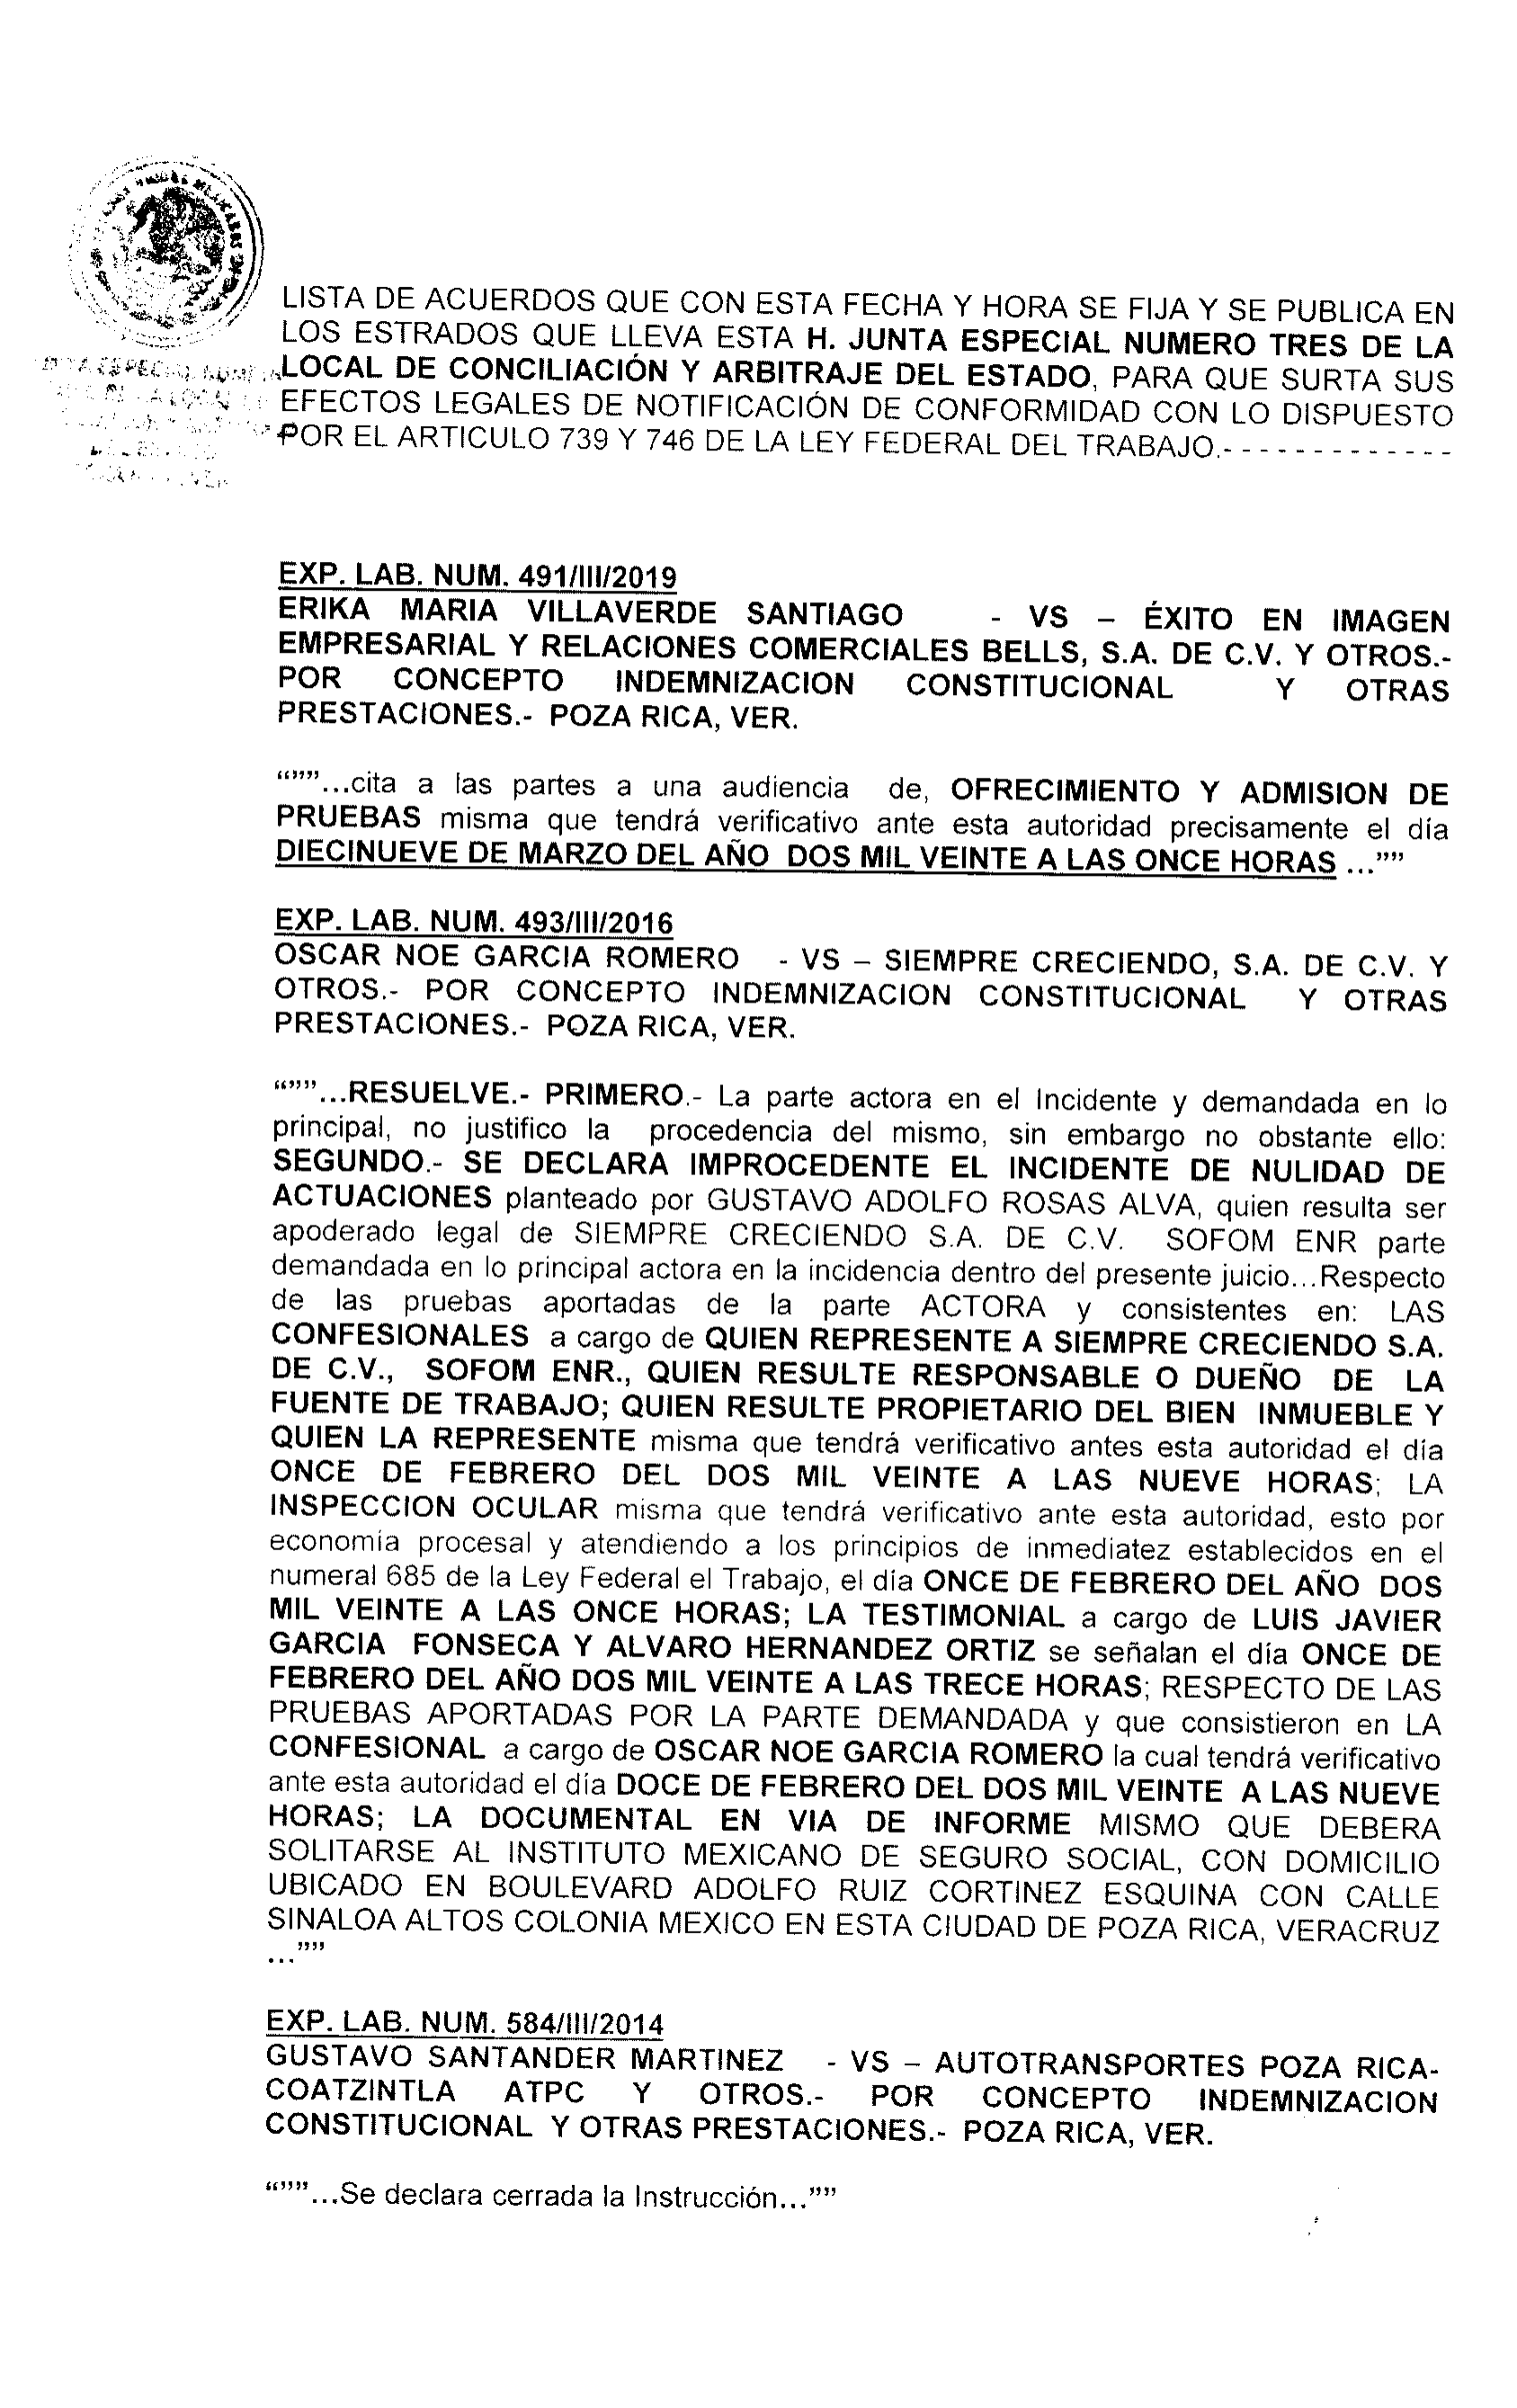 LISTA DE ACUERDOS QUE CON ESTA FECHA Y HORA SE FIJA Y SE PUBLICA EN
LOS ESTRADOS QUE LLEVA ESTA H. JUNTA ESPECIAL NUMERO TRES DE LA
LOCAL DE CONCILIACIÓN Y ARBITRAJE DEL ESTADO, PARA QUE SURTA SUS
EFECTOS LEGALES DE NOTIFICACIÓN DE CONFORMIDAD CON LO DISPUESTO
POR EL ARTICULO 739 Y 746 DE LA LEY FEDERAL DEL TRABAJO.- - - - - - - - - - - - -
EXP. LAB. NUM. 491/III/2019
ERIKA MARIA VILLAVERDE SANTIAGO - VS – ÉXITO EN IMAGEN
EMPRESARIAL Y RELACIONES COMERCIALES BELLS, S.A. DE C.V. Y OTROS.-
POR CONCEPTO INDEMNIZACION CONSTITUCIONAL Y OTRAS
PRESTACIONES.- POZA RICA, VER.
“”””...cita a las partes a una audiencia de, OFRECIMIENTO Y ADMISION DE
PRUEBAS misma que tendrá verificativo ante esta autoridad precisamente el día
DIECINUEVE DE MARZO DEL AÑO DOS MIL VEINTE A LAS ONCE HORAS ...””
EXP. LAB. NUM. 493/III/2016
OSCAR NOE GARCIA ROMERO - VS – SIEMPRE CRECIENDO, S.A. DE C.V. Y
OTROS.- POR CONCEPTO INDEMNIZACION CONSTITUCIONAL Y OTRAS
PRESTACIONES.- POZA RICA, VER.
“”””...RESUELVE.- PRIMERO.- La parte actora en el Incidente y demandada en lo
principal, no justifico la procedencia del mismo, sin embargo no obstante ello:
SEGUNDO.- SE DECLARA IMPROCEDENTE EL INCIDENTE DE NULIDAD DE
ACTUACIONES planteado por GUSTAVO ADOLFO ROSAS ALVA, quien resulta ser
apoderado legal de SIEMPRE CRECIENDO S.A. DE C.V. SOFOM ENR parte
demandada en lo principal actora en la incidencia dentro del presente juicio...Respecto
de las pruebas aportadas de la parte ACTORA y consistentes en: LAS
CONFESIONALES a cargo de QUIEN REPRESENTE A SIEMPRE CRECIENDO S.A.
DE C.V., SOFOM ENR., QUIEN RESULTE RESPONSABLE O DUEÑO DE LA
FUENTE DE TRABAJO; QUIEN RESULTE PROPIETARIO DEL BIEN INMUEBLE Y
QUIEN LA REPRESENTE misma que tendrá verificativo antes esta autoridad el día
ONCE DE FEBRERO DEL DOS MIL VEINTE A LAS NUEVE HORAS; LA
INSPECCION OCULAR misma que tendrá verificativo ante esta autoridad, esto por
economía procesal y atendiendo a los principios de inmediatez establecidos en el
numeral 685 de la Ley Federal el Trabajo, el día ONCE DE FEBRERO DEL AÑO DOS
MIL VEINTE A LAS ONCE HORAS; LA TESTIMONIAL a cargo de LUIS JAVIER
GARCIA FONSECA Y ALVARO HERNANDEZ ORTIZ se señalan el día ONCE DE
FEBRERO DEL AÑO DOS MIL VEINTE A LAS TRECE HORAS; RESPECTO DE LAS
PRUEBAS APORTADAS POR LA PARTE DEMANDADA y que consistieron en LA
CONFESIONAL a cargo de OSCAR NOE GARCIA ROMERO la cual tendrá verificativo
ante esta autoridad el día DOCE DE FEBRERO DEL DOS MIL VEINTE A LAS NUEVE
HORAS; LA DOCUMENTAL EN VIA DE INFORME MISMO QUE DEBERA
SOLITARSE AL INSTITUTO MEXICANO DE SEGURO SOCIAL, CON DOMICILIO
UBICADO EN BOULEVARD ADOLFO RUIZ CORTINEZ ESQUINA CON CALLE
SINALOA ALTOS COLONIA MEXICO EN ESTA CIUDAD DE POZA RICA, VERACRUZ
...””
EXP. LAB. NUM. 584/III/2014
GUSTAVO SANTANDER MARTINEZ - VS – AUTOTRANSPORTES POZA RICA-
COATZINTLA ATPC Y OTROS.- POR CONCEPTO INDEMNIZACION
CONSTITUCIONAL Y OTRAS PRESTACIONES.- POZA RICA, VER.
“”””...Se declara cerrada la Instrucción...””